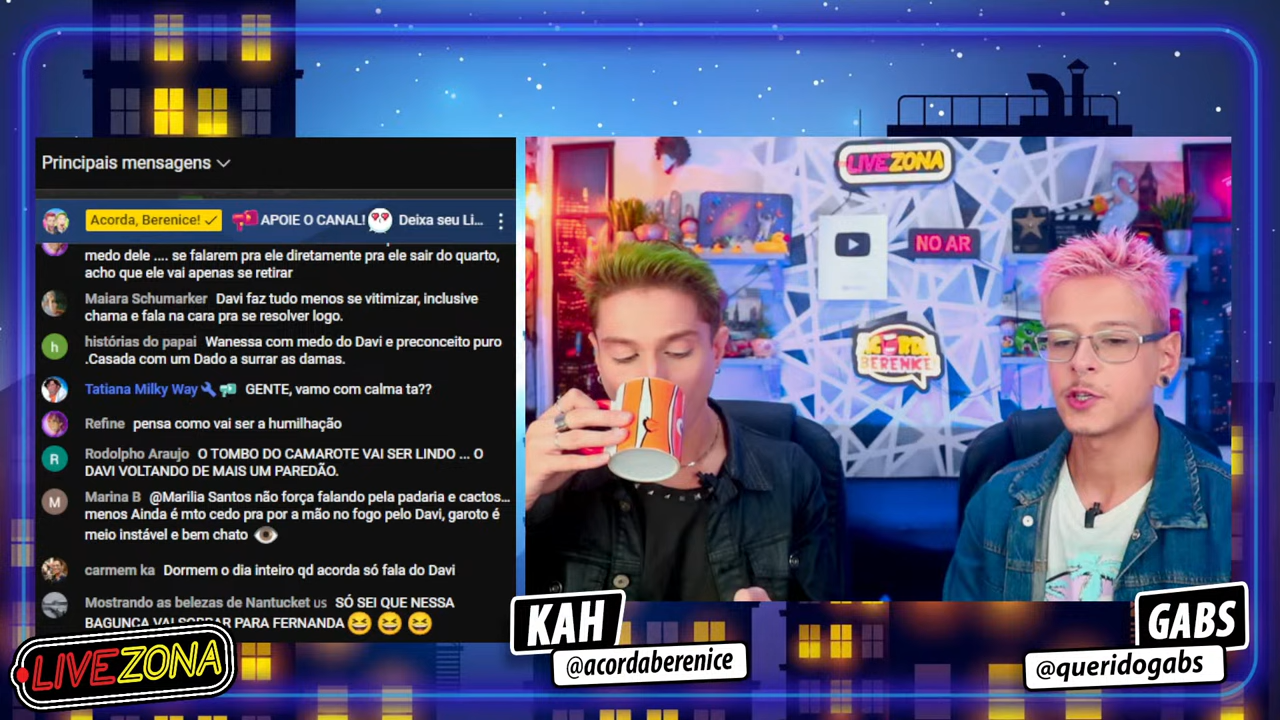 Principais mensagens
Acorda, Berenice! APOIE O CANAL! Deixa seu Li...
medo dele .... se falarem pra ele diretamente pra ele sair do quarto,
acho que ele vai apenas se retirar
Maiara Schumarker Davi faz tudo menos se vitimizar, inclusive
chama e fala na cara pra se resolver logo.
h
histórias do papai Wanessa com medo do Davi e preconceito puro
.Casada com um Dado a surrar as damas.
Tatiana Milky Way GENTE, vamo com calma ta??
Refine pensa como vai ser a humilhação
R
Rodolpho Araujo O TOMBO DO CAMAROTE VAI SER LINDO ... O
DAVI VOLTANDO DE MAIS UM PAREDÃO.
M
Marina B @Marilia Santos não força falando pela padaria e cactos...
menos Ainda é mto cedo pra por a mão no fogo pelo Davi, garoto é
meio instável e bem chato
carmem ka Dormem o dia inteiro qd acorda só fala do Davi
Mostrando as belezas de Nantucket us SÓ SEI QUE NESSA
BAGUNÇA VAI SOBRAR PARA FERNANDA
LIVEZONA
LIVEZONA
NO AR
ACORDA
BERENICE
KAH
@acordaberenice
GABS
@queridogabs